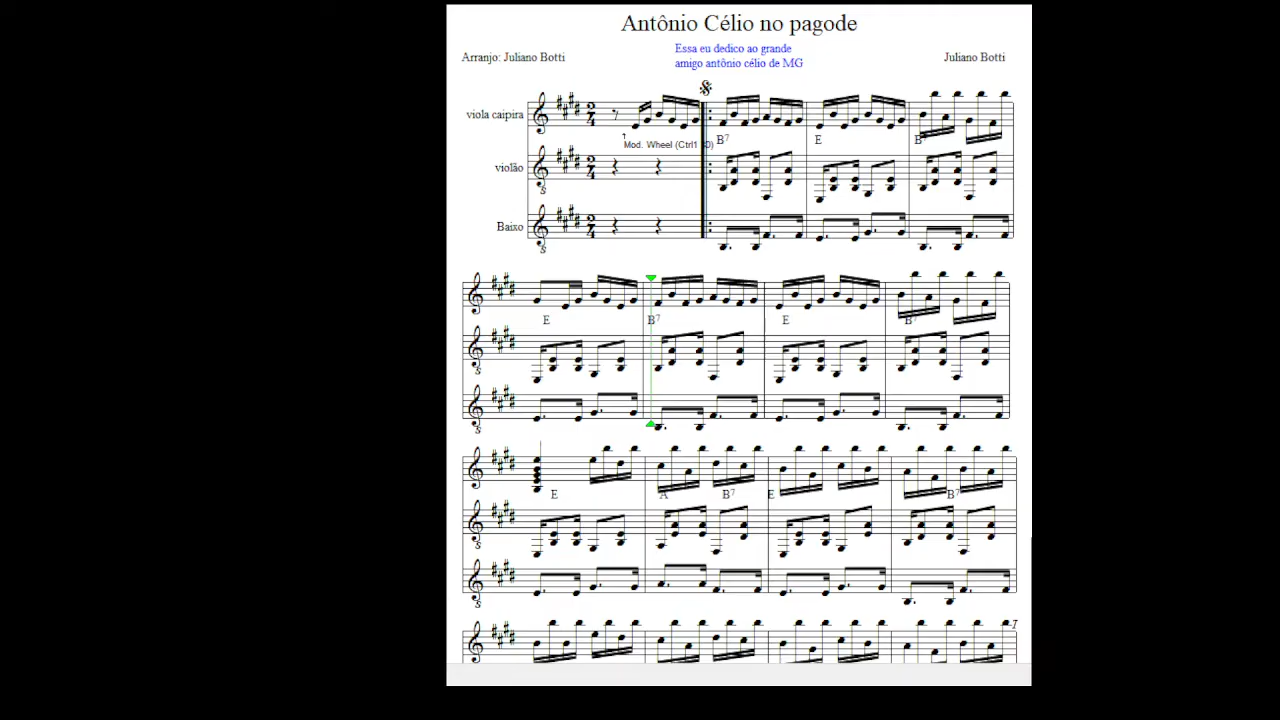 Antônio Célio no pagode
Essa eu dedico ao grande
amigo antônio célio de MG
Arranjo: Juliano Botti
Juliano Botti
viola caipira
Mod. Wheel (Ctrl1
B7 E B7
violão
Baixo
E B7 E B7
E A B7 E B7